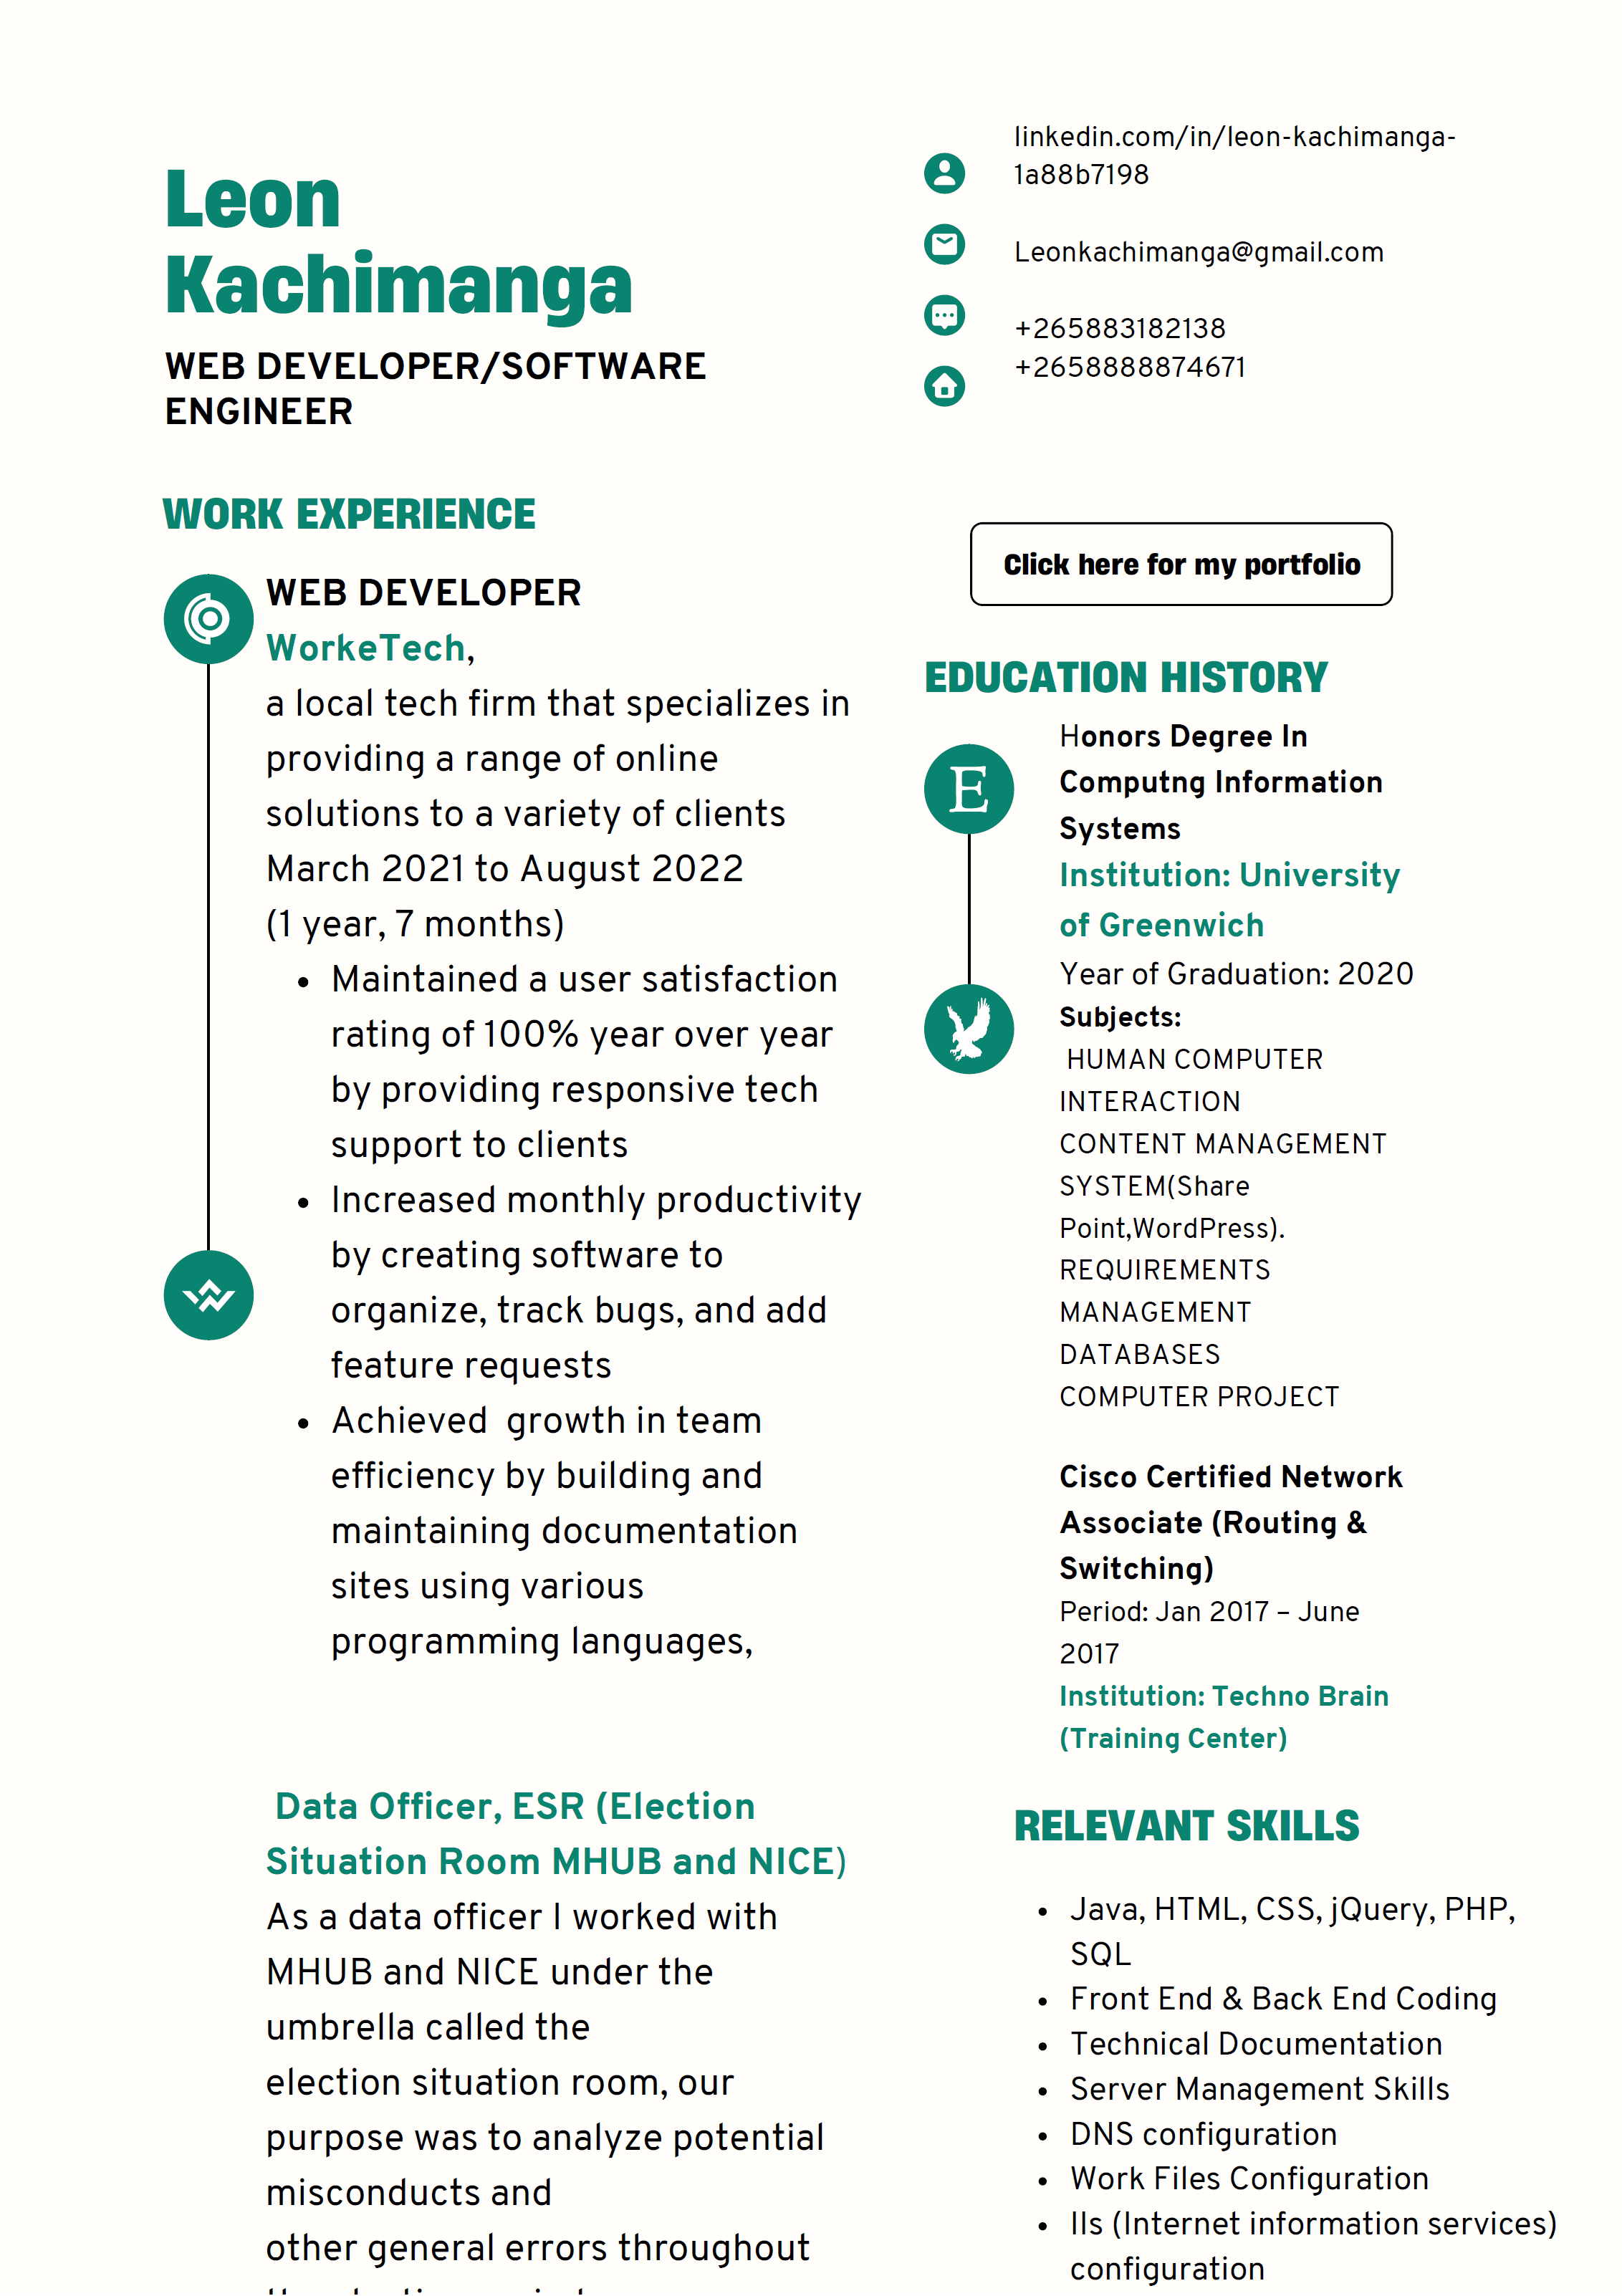 Leon
Kachimanga
WEB DEVELOPER/SOFTWARE
ENGINEER
linkedin.com/in/leon-kachimanga-
1a88b7198
Leonkachimanga@gmail.com
+265883182138
+2658888874671
WORK EXPERIENCE
WEB DEVELOPER
WorkeTech,
a local tech firm that specializes in
providing a range of online
solutions to a variety of clients
March 2021 to August 2022
(1 year, 7 months)
• Maintained a user satisfaction
rating of 100% year over year
by providing responsive tech
support to clients
• Increased monthly productivity
by creating software to
organize, track bugs, and add
feature requests
• Achieved growth in team
efficiency by building and
maintaining documentation
sites using various
programming languages,
Data Officer, ESR (Election
Situation Room MHUB and NICE)
As a data officer I worked with
MHUB and NICE under the
umbrella called the
election situation room, our
purpose was to analyze potential
misconducts and
other general errors throughout
Click here for my portfolio
EDUCATION HISTORY
E
Honors Degree In
Computng Information
Systems
Institution: University
of Greenwich
Year of Graduation: 2020
Subjects:
HUMAN COMPUTER
INTERACTION
CONTENT MANAGEMENT
SYSTEM(Share
Point,WordPress).
REQUIREMENTS
MANAGEMENT
DATABASES
COMPUTER PROJECT
Cisco Certified Network
Associate (Routing &
Switching)
Period: Jan 2017 – June
2017
Institution: Techno Brain
(Training Center)
RELEVANT SKILLS
• Java, HTML, CSS, jQuery, PHP,
SQL
• Front End & Back End Coding
• Technical Documentation
• Server Management Skills
• DNS configuration
• Work Files Configuration
• IIs (Internet information services)
configuration